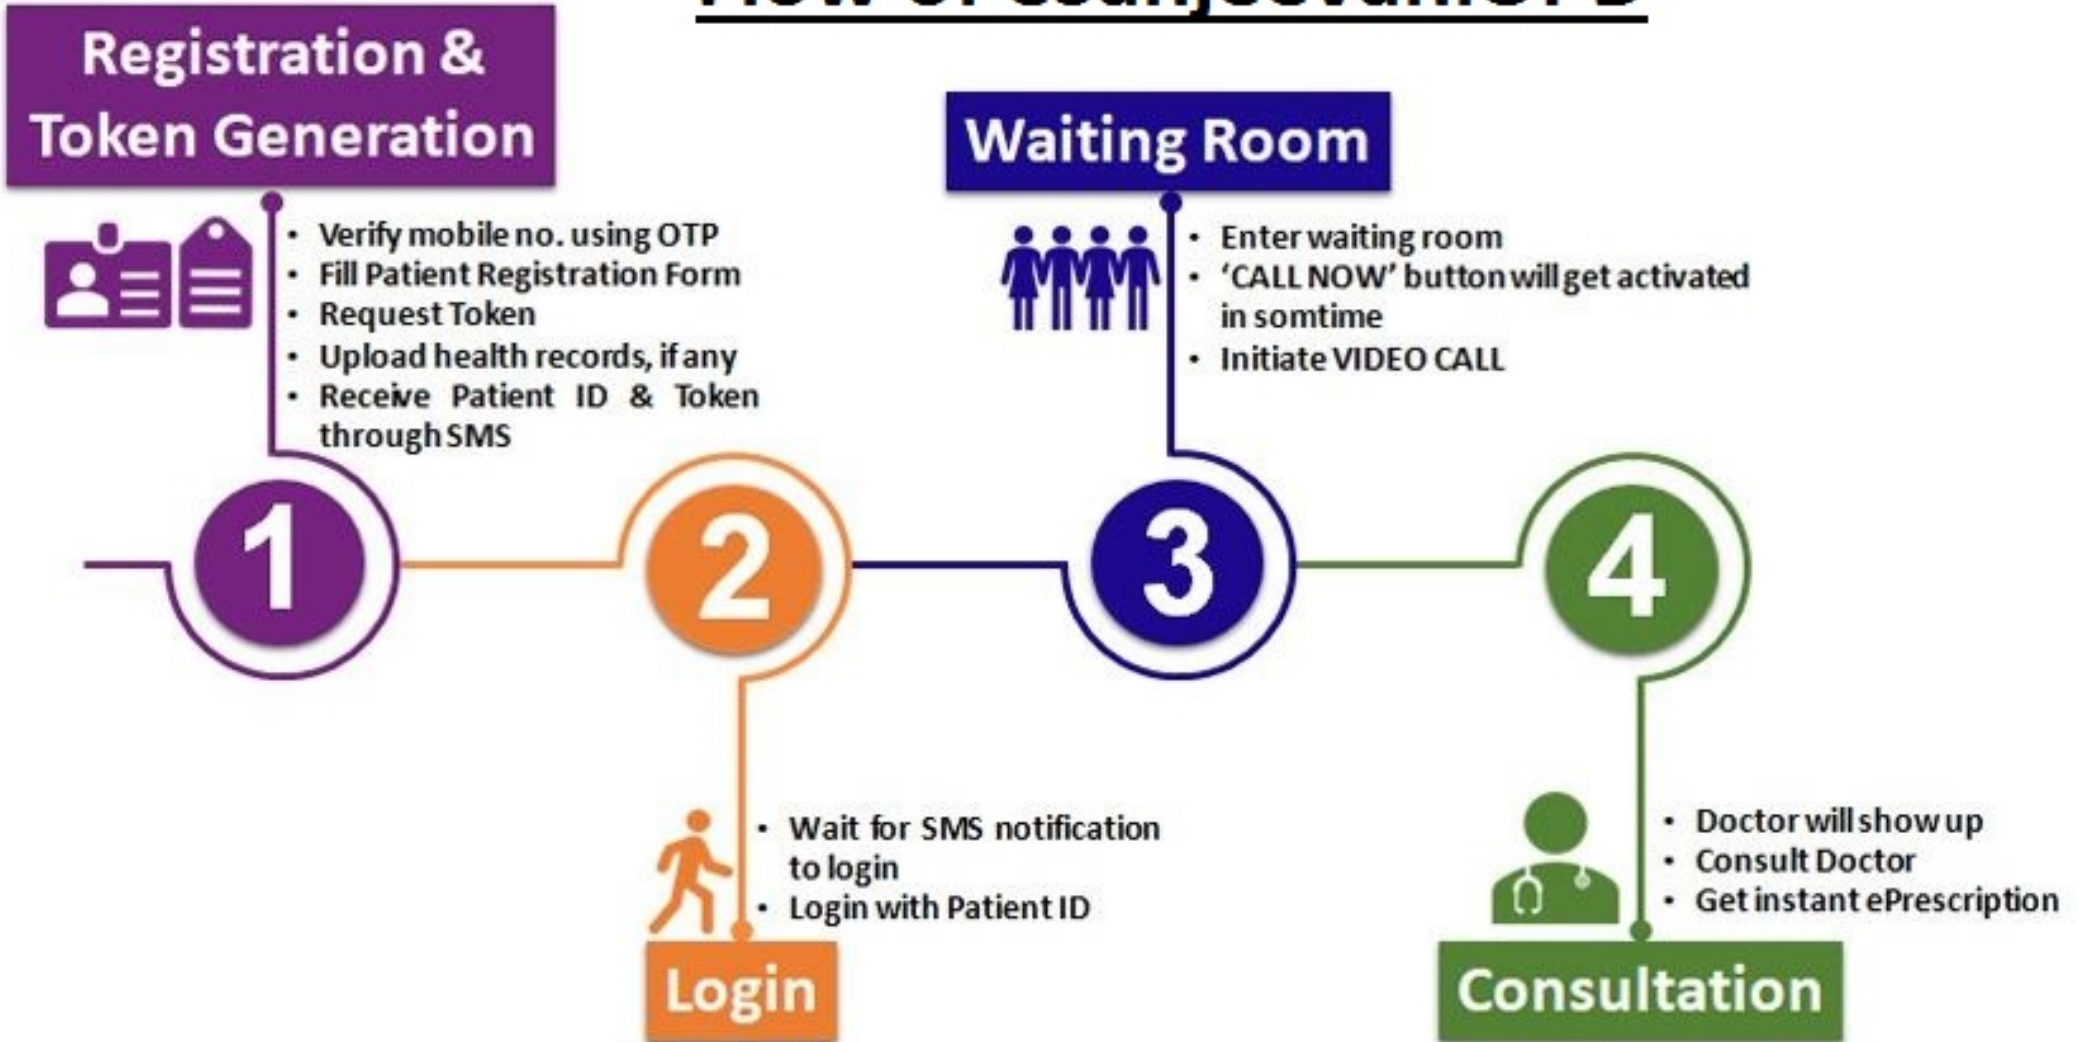 Registration &
Token Generation
• Verify mobile no. using OTP
• Fill Patient Registration Form
• Request Token
• Upload health records, if any
• Receive Patient ID & Token
through SMS
1
2
• Wait for SMS notification
to login
• Login with Patient ID
Login
Waiting Room
• Enter waiting room
• ‘CALL NOW’ button will get activated
in somtime
• Initiate VIDEO CALL
3
4
• Doctor will show up
• Consult Doctor
• Get instant ePrescription
Consultation